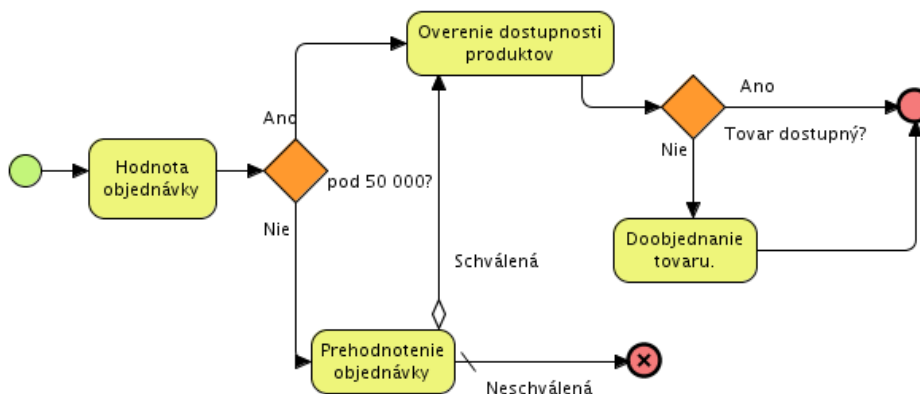 Overenie dostupnosti
produktov
Ano
Ano
Tovar dostupný?
Nie
Hodnota
objednávky
pod 50 000?
Nie
Doobjednanie
tovaru.
Schválená
Prehodnotenie
objednávky
Neschválená